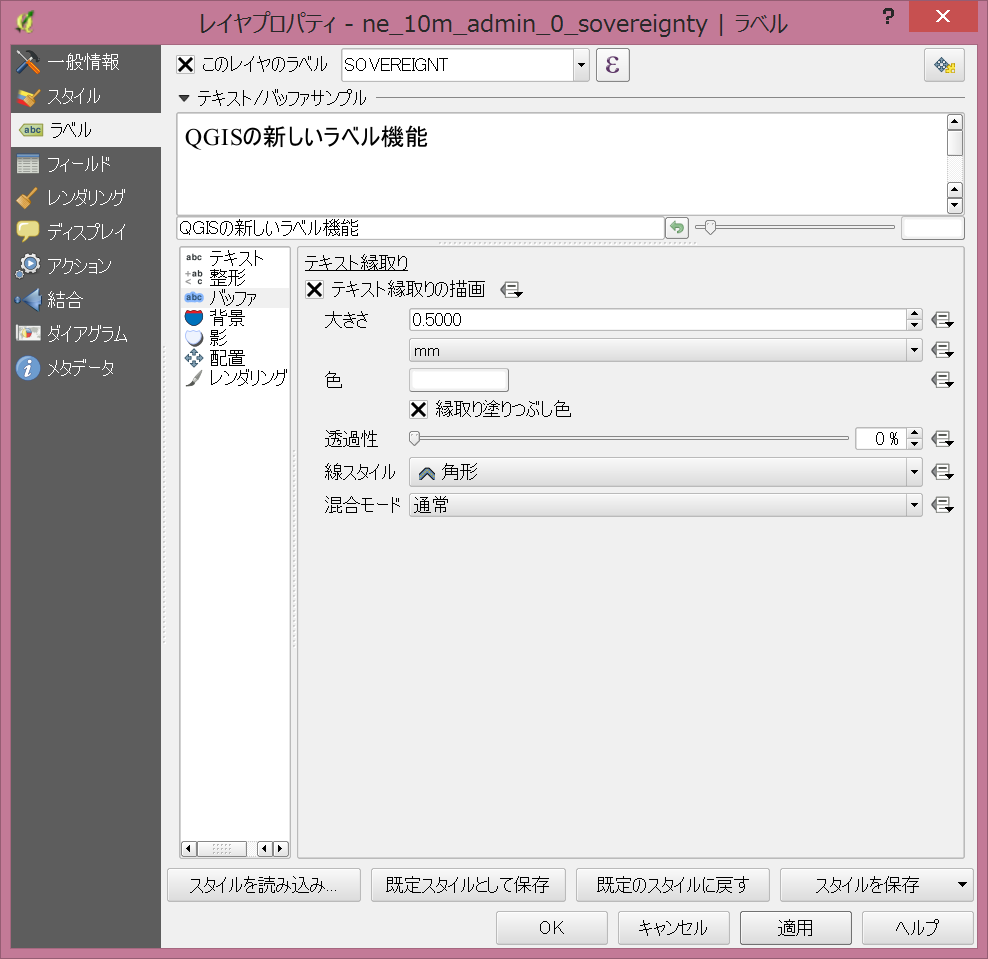 レイヤプロパティ - ne_10m_admin_0_sovereignty | ラベル
? X
一般情報
スタイル
abc ラベル
フィールド
レンダリング
ディスプレイ
アクション
結合
ダイアグラム
i メタデータ
このレイヤのラベル SOVEREIGNT ε
テキスト/バッファサンプル
QGISの新しいラベル機能
QGISの新しいラベル機能
abc テキスト
+ab < c 整形
abc バッファ
背景
影
配置
レンダリング
テキスト縁取り
テキスト縁取りの描画
大きさ 0.5000
mm
色
縁取り塗りつぶし色
透過性 0 %
線スタイル 角形
混合モード 通常
スタイルを読み込み... 既定スタイルとして保存 既定のスタイルに戻す スタイルを保存
OK キャンセル 適用 ヘルプ